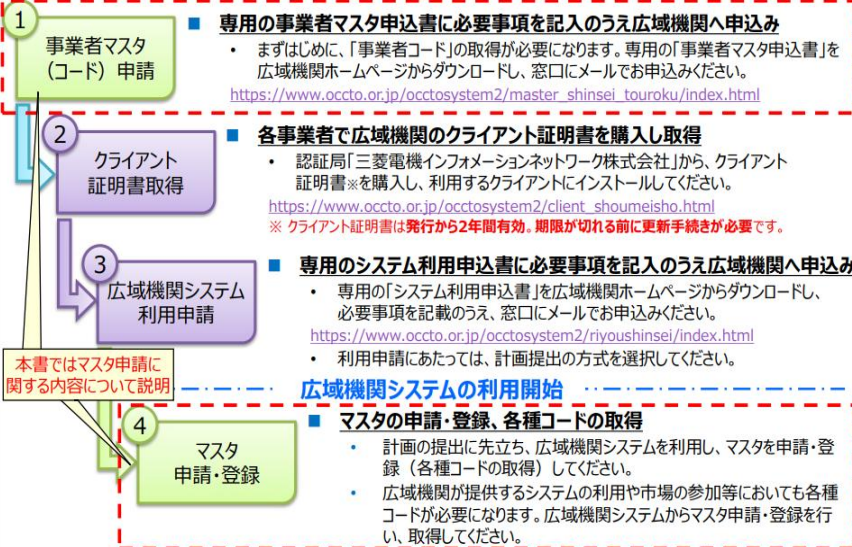 1
事業者マスタ
（コード）申請
■ 専用の事業者マスタ申込書に必要事項を記入のうえ広域機関へ申込み
• まずはじめに、「事業者コード」の取得が必要になります。専用の「事業者マスタ申込書」を
広域機関ホームページからダウンロードし、窓口にメールでお申込みください。
https://www.occto.or.jp/occtosystem2/master_shinsei_touroku/index.html
2
クライアント
証明書取得
■ 各事業者で広域機関のクライアント証明書を購入し取得
• 認証局「三菱電機インフォメーションネットワーク株式会社」から、クライアント
証明書※を購入し、利用するクライアントにインストールしてください。
https://www.occto.or.jp/occtosystem2/client_shoumeisho.html
※ クライアント証明書は発行から2年間有効。期限が切れる前に更新手続きが必要です。
3
広域機関システム
利用申請
■ 専用のシステム利用申込書に必要事項を記入のうえ広域機関へ申込み
• 専用の「システム利用申込書」を広域機関ホームページからダウンロードし、
必要事項を記載のうえ、窓口にメールでお申込みください。
https://www.occto.or.jp/occtosystem2/riyoushinsei/index.html
• 利用申請にあたっては、計画提出の方式を選択してください。
本書ではマスタ申請に
関する内容について説明
広域機関システムの利用開始
4
マスタ
申請・登録
■ マスタの申請・登録、各種コードの取得
• 計画の提出に先立ち、広域機関システムを利用し、マスタを申請・登
録（各種コードの取得）してください。
• 広域機関が提供するシステムの利用や市場の参加等においても各種
コードが必要になります。広域機関システムからマスタ申請・登録を行
い、取得してください。